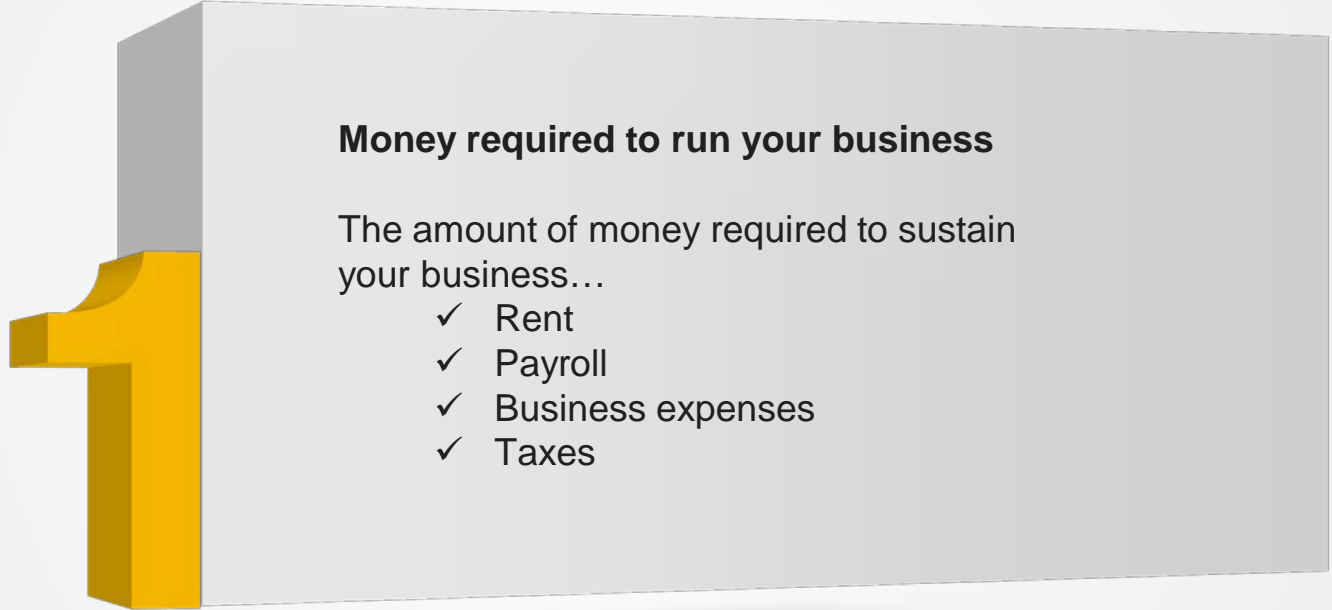 Money required to run your business
The amount of money required to sustain
your business…
✓ Rent
✓ Payroll
✓ Business expenses
✓ Taxes
1